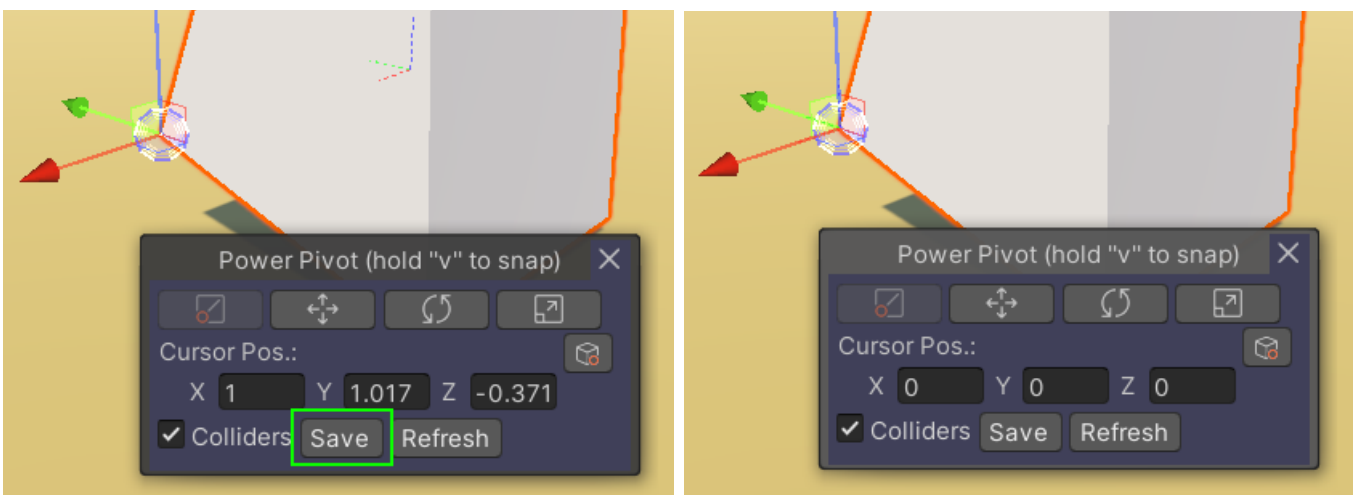 Power Pivot (hold "v" to snap)
Cursor Pos.:
X 1 Y 1.017 Z -0.371
Colliders Save Refresh
Power Pivot (hold "v" to snap)
Cursor Pos.:
X 0 Y 0 Z 0
Colliders Save Refresh